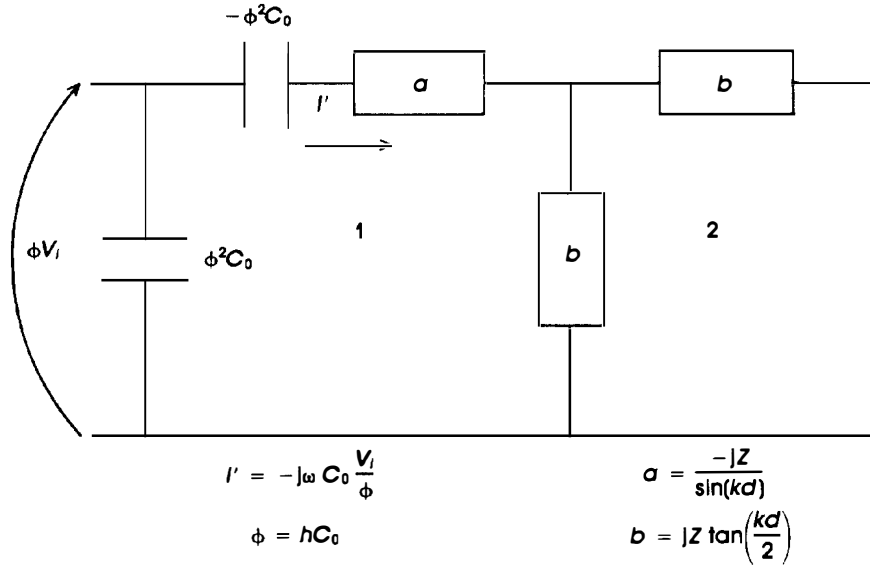 − ϕ²C₀
a
b
I'
1
2
ϕVᵢ
ϕ²C₀
b
I' = −jω C₀ Vᵢ/ϕ
a = −jZ/sin(kd)
ϕ = hC₀
b = jZ tan(kd/2)